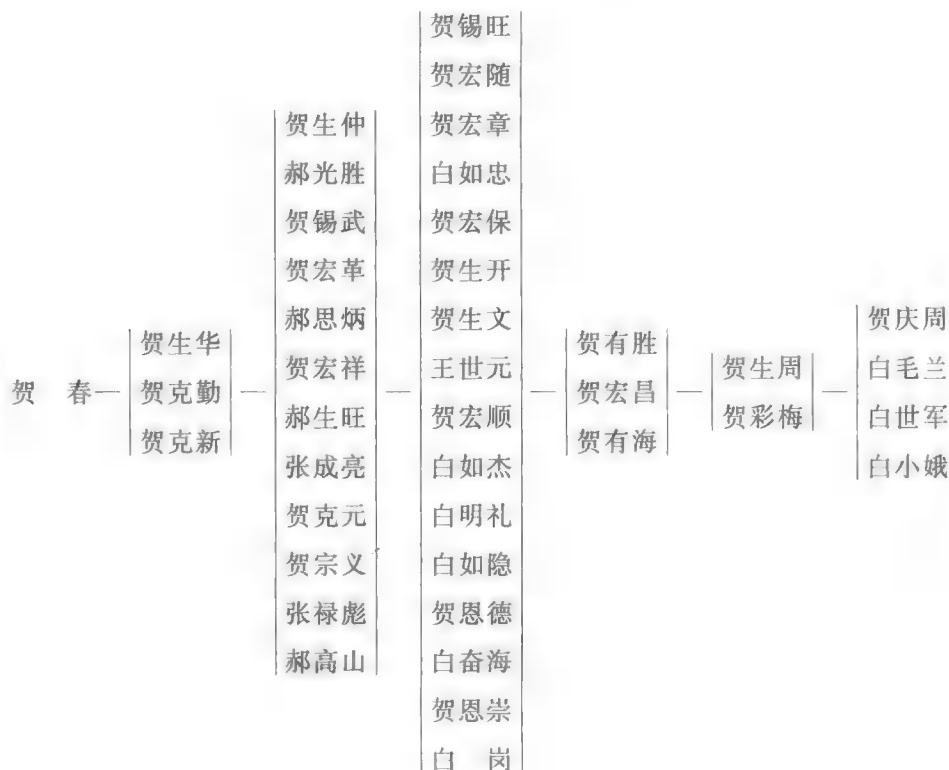 贺　春
贺生华
贺克勤
贺克新
贺生仲
郝光胜
贺锡武
贺宏革
郝思炳
贺宏祥
郝生旺
张成亮
贺克元
贺宗义
张禄彪
郝高山
贺锡旺
贺宏随
贺宏章
白如忠
贺宏保
贺生开
贺生文
王世元
贺宏顺
白如杰
白明礼
白如隐
贺恩德
白奋海
贺恩崇
白　岗
贺有胜
贺宏昌
贺有海
贺生周
贺彩梅
贺庆周
白毛兰
白世军
白小娥